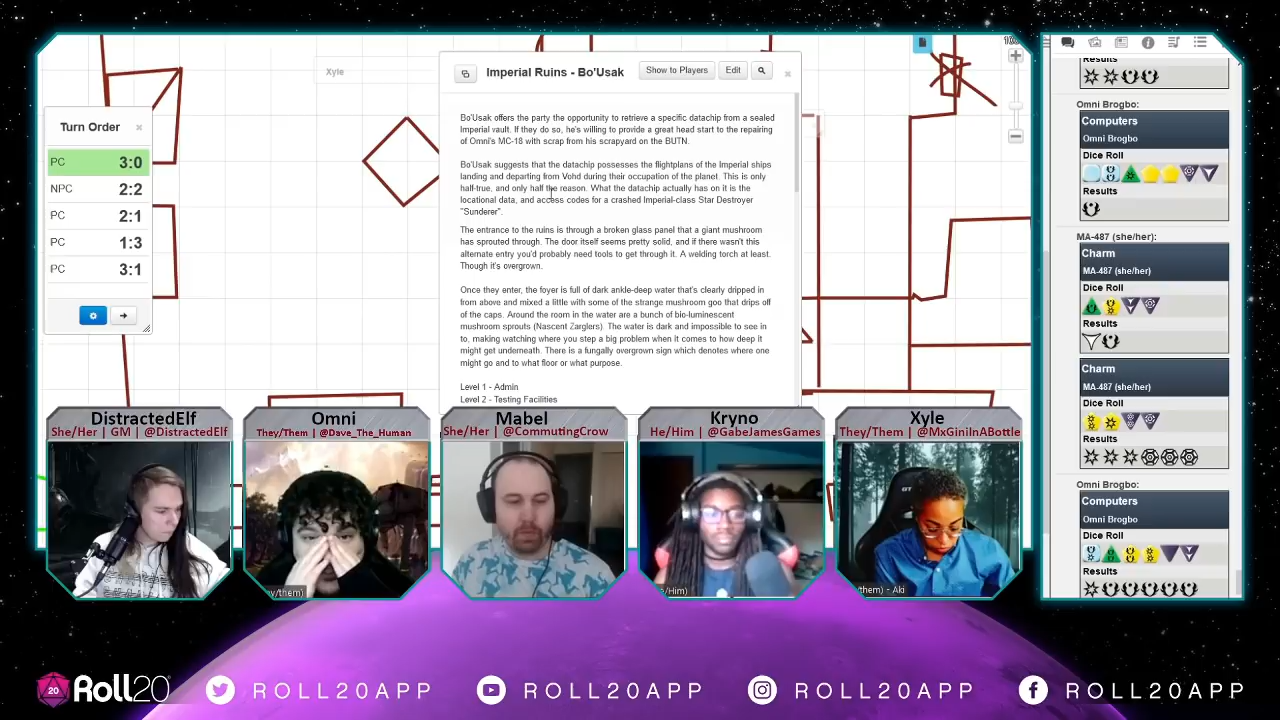 Xyle
Turn Order
PC 3:0
NPC 2:2
PC 2:1
PC 1:3
PC 3:1
Imperial Ruins - Bo'Usak
Show to Players
Edit
Bo'Usak offers the party the opportunity to retrieve a specific datachip from a sealed
Imperial vault. If they do so, he's willing to provide a great head start to the repairing
of Omni's MC-18 with scrap from his scrapyard on the BUTN.
Bo'Usak suggests that the datachip possesses the flightplans of the Imperial ships
landing and departing from Vohd during their occupation of the planet. This is only
half-true, and only half the reason. What the datachip actually has on it is the
locational data, and access codes for a crashed Imperial-class Star Destroyer
"Sunderer".
The entrance to the ruins is through a broken glass panel that a giant mushroom
has sprouted through. The door itself seems pretty solid, and if there wasn't this
alternate entry you'd probably need tools to get through it. A welding torch at least.
Though it's overgrown.
Once they enter, the foyer is full of dark ankle-deep water that's clearly dripped in
from above and mixed a little with some of the strange mushroom goo that drips off
of the caps. Around the room in the water are a bunch of bio-luminescent
mushroom sprouts (Nascent Zarglers). The water is dark and impossible to see in
to, making watching where you step a big problem when it comes to how deep it
might get underneath. There is a fungally overgrown sign which denotes where one
might go and to what floor or what purpose.
Level 1 - Admin
Level 2 - Testing Facilities
Omni Brogbo:
Computers
Omni Brogbo
Dice Roll
Results
MA-487 (she/her):
Charm
MA-487 (she/her)
Dice Roll
Results
Charm
MA-487 (she/her)
Dice Roll
Results
Omni Brogbo:
Computers
Omni Brogbo
Dice Roll
Results
DistractedElf
She/Her | GM | @DistractedElf
Omni
They/Them | @Dave_The_Human
Mabel
She/Her | @CommutingCrow
Kryno
He/Him | @GabeJamesGames
Xyle
They/Them | @MxGiniInABottle
GT
ey/them)
e/Him)
them) - Aki
20
Roll20
ROLL20APP
ROLL20APP
ROLL20APP
ROLL20APP